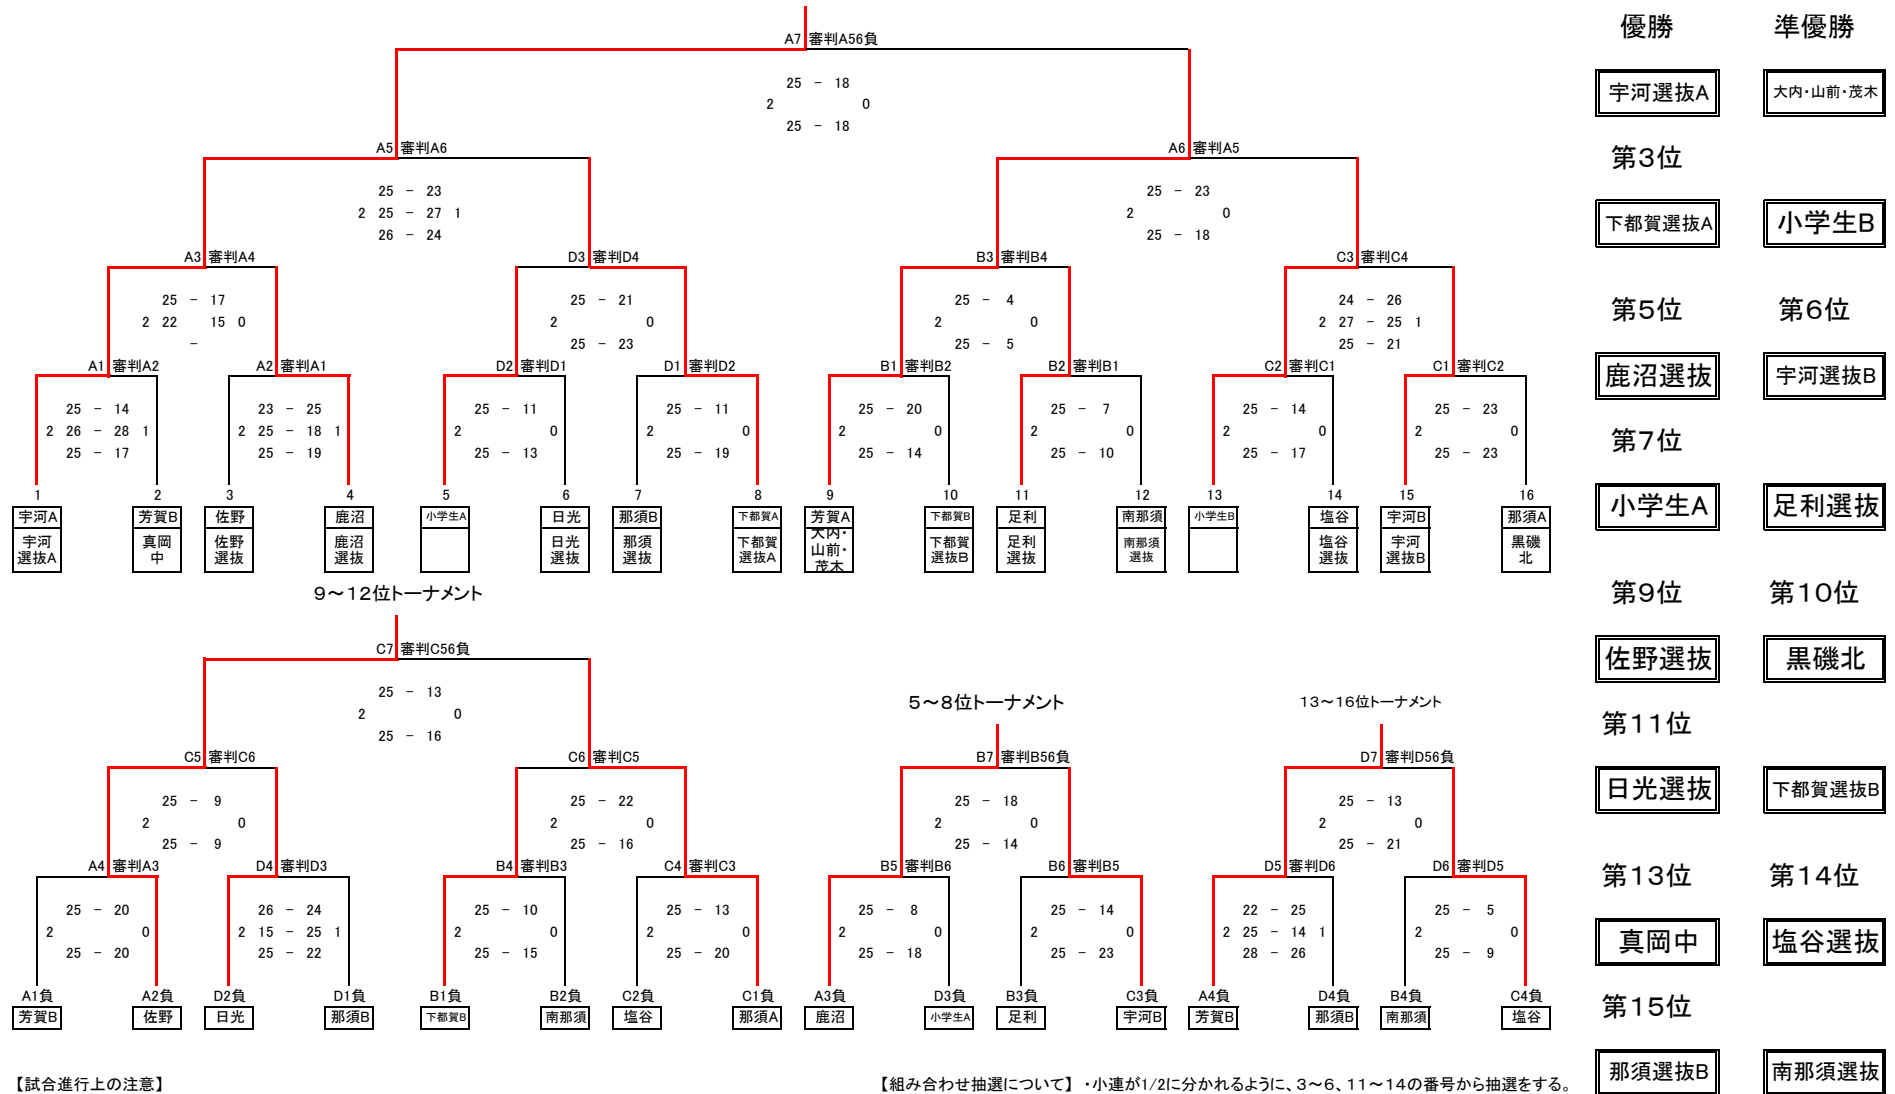 A7 審判A56負
25 － 18
2 0
25 － 18
A5 審判A6
25 － 23
2 25 － 27 1
26 － 24
A6 審判A5
25 － 23
2 0
25 － 18
A3 審判A4
25 － 17
2 22 15 0
－
D3 審判D4
25 － 21
2 0
25 － 23
B3 審判B4
25 － 4
2 0
25 － 5
C3 審判C4
24 － 26
2 27 － 25 1
25 － 21
A1 審判A2
25 － 14
2 26 － 28 1
25 － 17
A2 審判A1
23 － 25
2 25 － 18 1
25 － 19
D2 審判D1
25 － 11
2 0
25 － 13
D1 審判D2
25 － 11
2 0
25 － 19
B1 審判B2
25 － 20
2 0
25 － 14
B2 審判B1
25 － 7
2 0
25 － 10
C2 審判C1
25 － 14
2 0
25 － 17
C1 審判C2
25 － 23
2 0
25 － 23
1
宇河A
宇河
選抜A
2
芳賀B
真岡
中
3
佐野
佐野
選抜
4
鹿沼
鹿沼
選抜
5
小学生A
6
日光
日光
選抜
7
那須B
那須
選抜
8
下都賀A
下都賀
選抜A
9
芳賀A
大内・
山前・
茂木
10
下都賀B
下都賀
選抜B
11
足利
足利
選抜
12
南那須
南那須
選抜
13
小学生B
14
塩谷
塩谷
選抜
15
宇河B
宇河
選抜B
16
那須A
黒磯
北
9～12位トーナメント
C7 審判C56負
25 － 13
2 0
25 － 16
C5 審判C6
25 － 9
2 0
25 － 9
C6 審判C5
25 － 22
2 0
25 － 16
A4 審判A3
25 － 20
2 0
25 － 20
D4 審判D3
26 － 24
2 15 － 25 1
25 － 22
B4 審判B3
25 － 10
2 0
25 － 15
C4 審判C3
25 － 13
2 0
25 － 20
A1負
芳賀B
A2負
佐野
D2負
日光
D1負
那須B
B1負
下都賀B
B2負
南那須
C2負
塩谷
C1負
那須A
5～8位トーナメント
B7 審判B56負
25 － 18
2 0
25 － 14
B5 審判B6
25 － 8
2 0
25 － 18
B6 審判B5
25 － 14
2 0
25 － 23
A3負
鹿沼
D3負
小学生A
B3負
足利
C3負
宇河B
13～16位トーナメント
D7 審判D56負
25 － 13
2 0
25 － 21
D5 審判D6
22 － 25
2 25 － 14 1
28 － 26
D6 審判D5
25 － 5
2 0
25 － 9
A4負
芳賀B
D4負
那須B
B4負
南那須
C4負
塩谷
優勝 準優勝
宇河選抜A 大内・山前・茂木
第3位
下都賀選抜A 小学生B
第5位 第6位
鹿沼選抜 宇河選抜B
第7位
小学生A 足利選抜
第9位 第10位
佐野選抜 黒磯北
第11位
日光選抜 下都賀選抜B
第13位 第14位
真岡中 塩谷選抜
第15位
那須選抜B 南那須選抜
【試合進行上の注意】
【組み合わせ抽選について】 ・小連が1/2に分かれるように、3～6、11～14の番号から抽選をする。